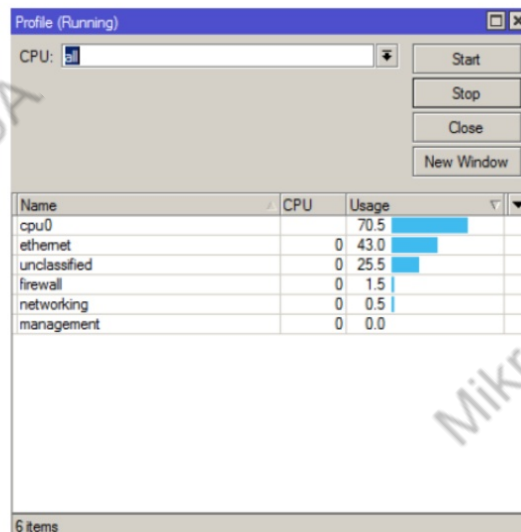 Profile (Running)
CPU: all
Start
Stop
Close
New Window
Name CPU Usage
cpu0 70.5
ethernet 0 43.0
unclassified 0 25.5
firewall 0 1.5
networking 0 0.5
management 0 0.0
6 items